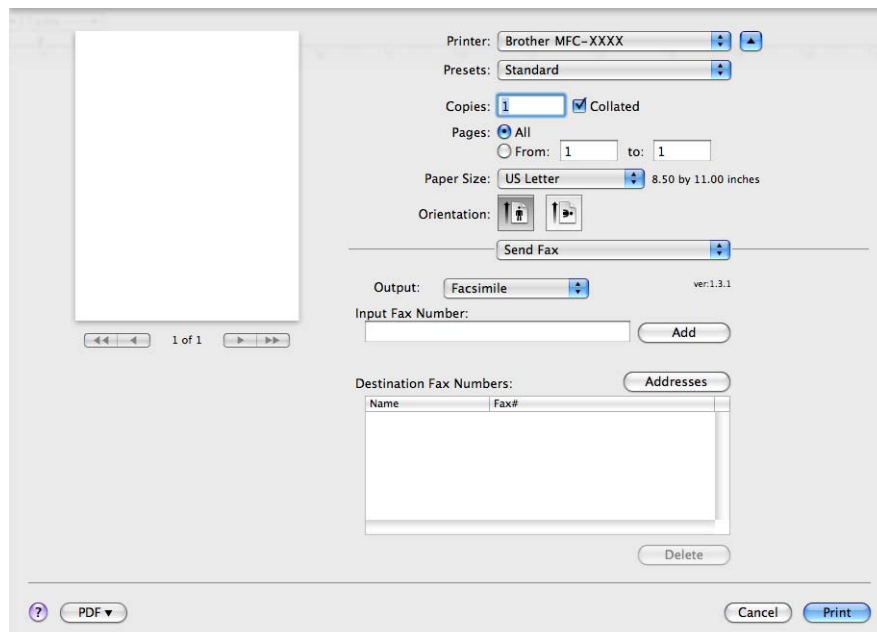 Printer: Brother MFC-XXXX
Presets: Standard
Copies: 1 Collated
Pages: All
From: 1 to: 1
Paper Size: US Letter 8.50 by 11.00 inches
Orientation:
Send Fax
Output: Facsimile ver:1.3.1
Input Fax Number:
Add
1 of 1
Destination Fax Numbers: Addresses
Name Fax#
Delete
? PDF Cancel Print